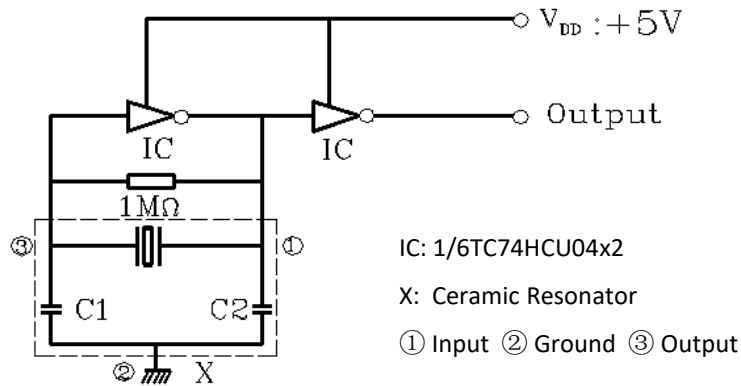 V_DD : +5V
Output
IC
IC
1MΩ
③
①
C1
C2
②
X
IC: 1/6TC74HCU04x2
X: Ceramic Resonator
① Input ② Ground ③ Output